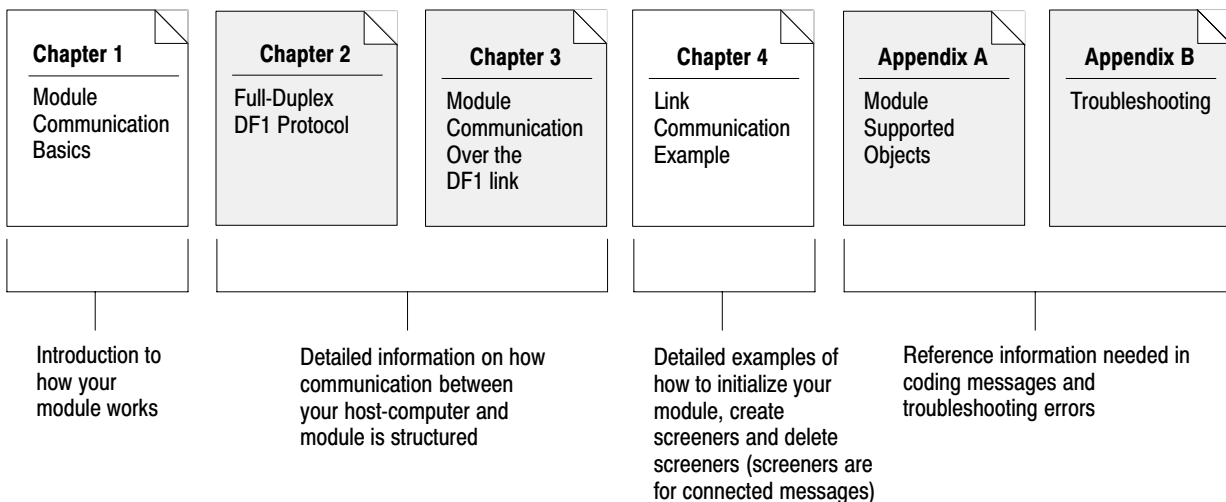 Chapter 1
Module
Communication
Basics
Chapter 2
Full-Duplex
DF1 Protocol
Chapter 3
Module
Communication
Over the
DF1 link
Chapter 4
Link
Communication
Example
Appendix A
Module
Supported
Objects
Appendix B
Troubleshooting
Introduction to
how your
module works
Detailed information on how
communication between
your host-computer and
module is structured
Detailed examples of
how to initialize your
module, create
screeners and delete
screeners (screeners are
for connected messages)
Reference information needed in
coding messages and
troubleshooting errors